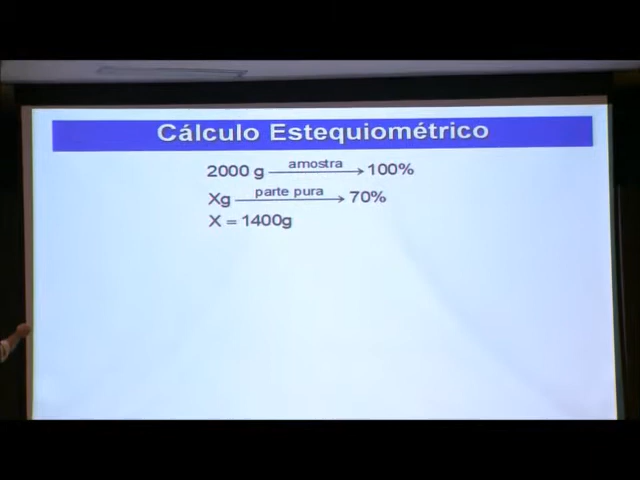 Cálculo Estequiométrico
2000 g amostra 100%
Xg parte pura 70%
X = 1400g